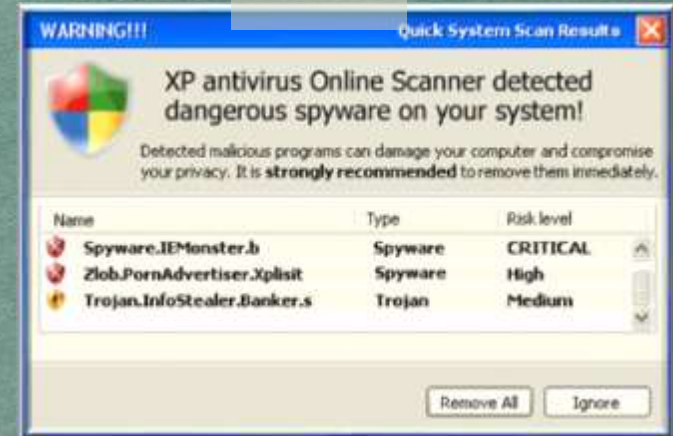 WARNING!!! Quick System Scan Results
XP antivirus Online Scanner detected
dangerous spyware on your system!
Detected malicious programs can damage your computer and compromise
your privacy. It is strongly recommended to remove them immediately.
Name Type Risk level
Spyware.IEMonster.b Spyware CRITICAL
Zlob.PornAdvertiser.Xplisit Spyware High
Trojan.InfoStealer.Banker.s Trojan Medium
Remove All Ignore